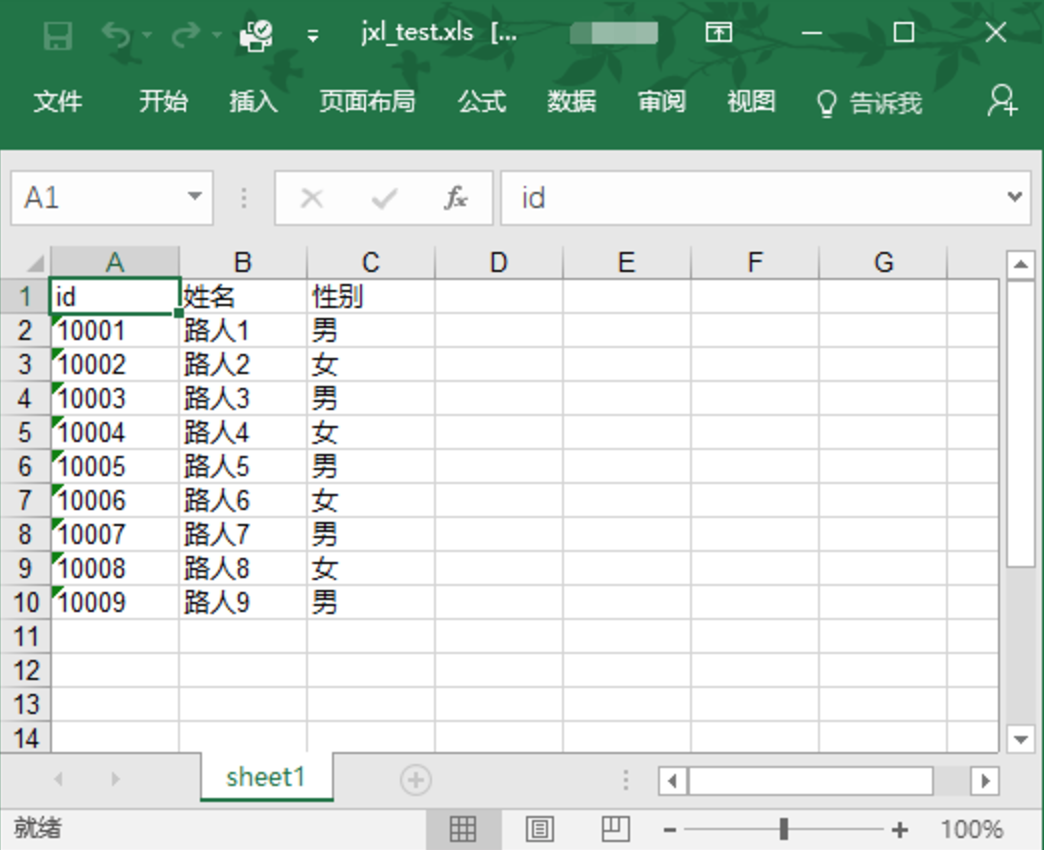 jxl_test.xls [...
文件 开始 插入 页面布局 公式 数据 审阅 视图 告诉我
A1 fx id
A B C D E F G
1 id 姓名 性别
2 10001 路人1 男
3 10002 路人2 女
4 10003 路人3 男
5 10004 路人4 女
6 10005 路人5 男
7 10006 路人6 女
8 10007 路人7 男
9 10008 路人8 女
10 10009 路人9 男
11
12
13
14
sheet1
就绪 100%